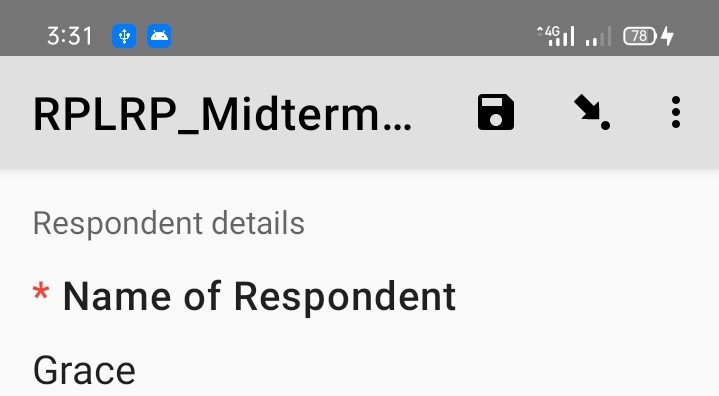 3:31
4G
78
RPLRP_Midterm...
Respondent details
* Name of Respondent
Grace